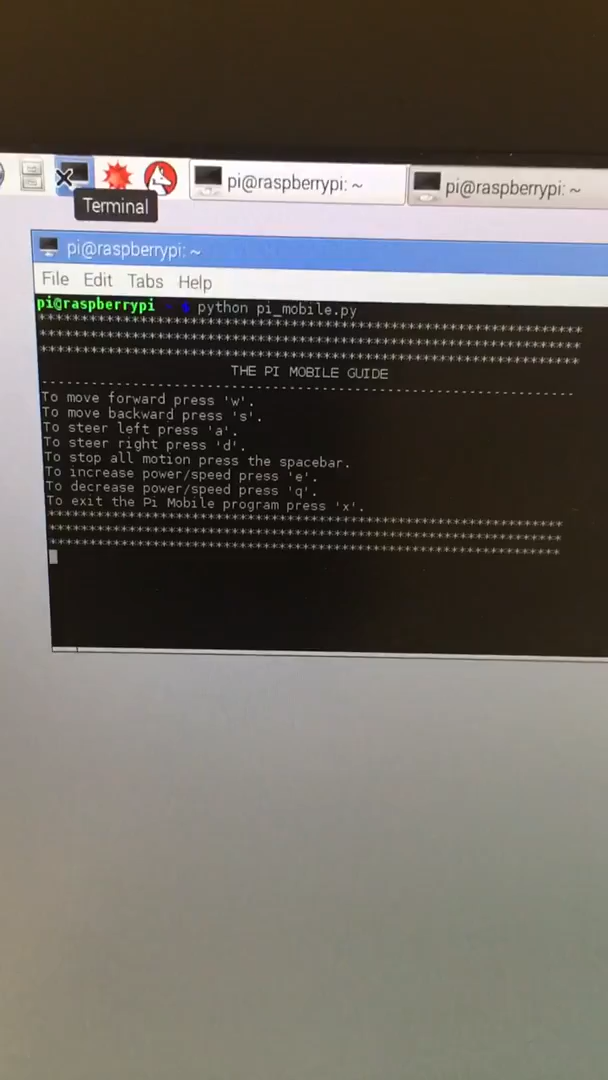 pi@raspberrypi: ~
pi@raspberrypi: ~
Terminal
pi@raspberrypi: ~
File Edit Tabs Help
pi@raspberrypi ~ $ python pi_mobile.py
*********************************************************************
*********************************************************************
*********************************************************************
THE PI MOBILE GUIDE
---------------------------------------------------------------------
To move forward press 'w'.
To move backward press 's'.
To steer left press 'a'.
To steer right press 'd'.
To stop all motion press the spacebar.
To increase power/speed press 'e'.
To decrease power/speed press 'q'.
To exit the Pi Mobile program press 'x'.
*********************************************************************
*********************************************************************
*********************************************************************